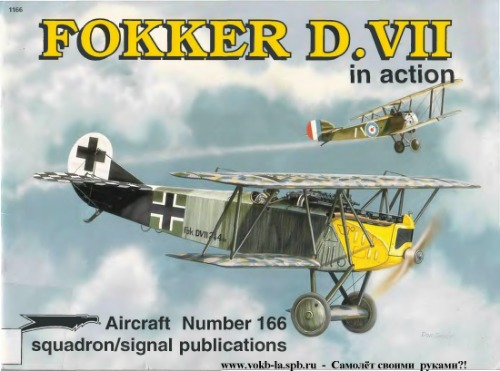 1166
FOKKER D.VII
in action
Aircraft Number 166
squadron/signal publications
www.vokb-la.spb.ru - Самолёт своими руками?!